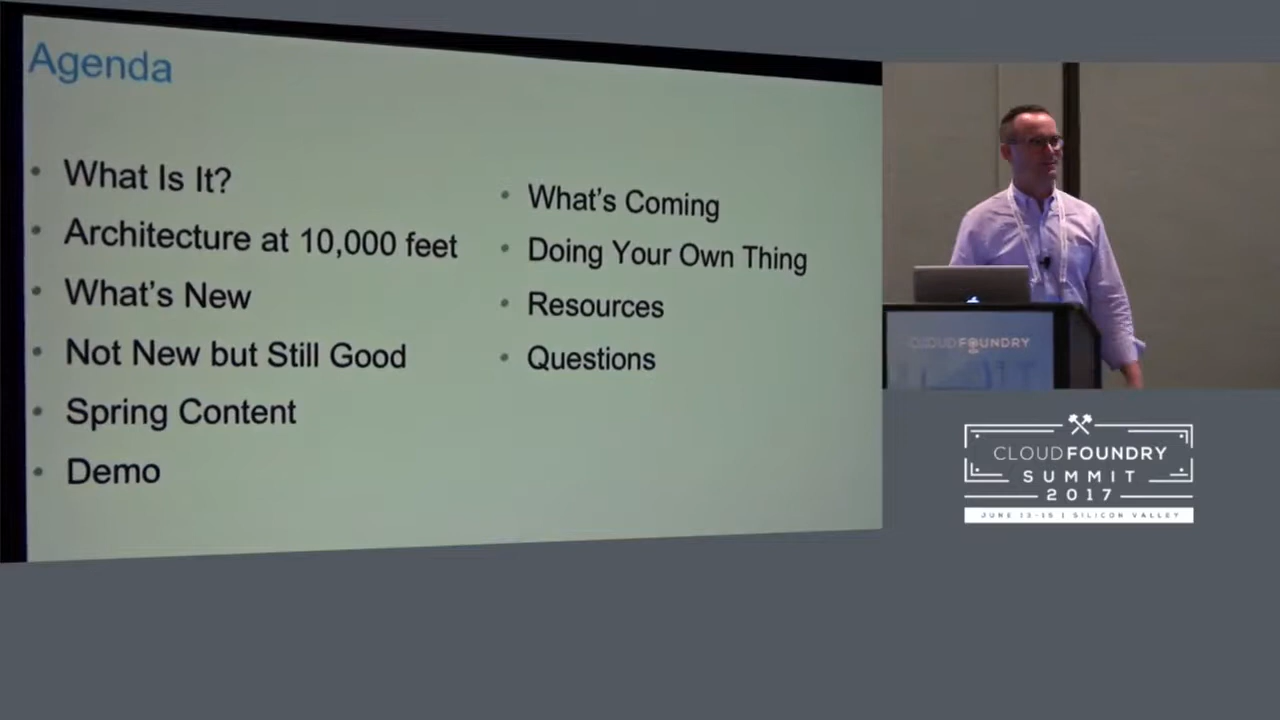 Agenda
What Is It?
Architecture at 10,000 feet
What's New
Not New but Still Good
Spring Content
Demo
What's Coming
Doing Your Own Thing
Resources
Questions
CLOUDFOUNDRY
CLOUDFOUNDRY
SUMMIT
2017
JUNE 13-15 | SILICON VALLEY